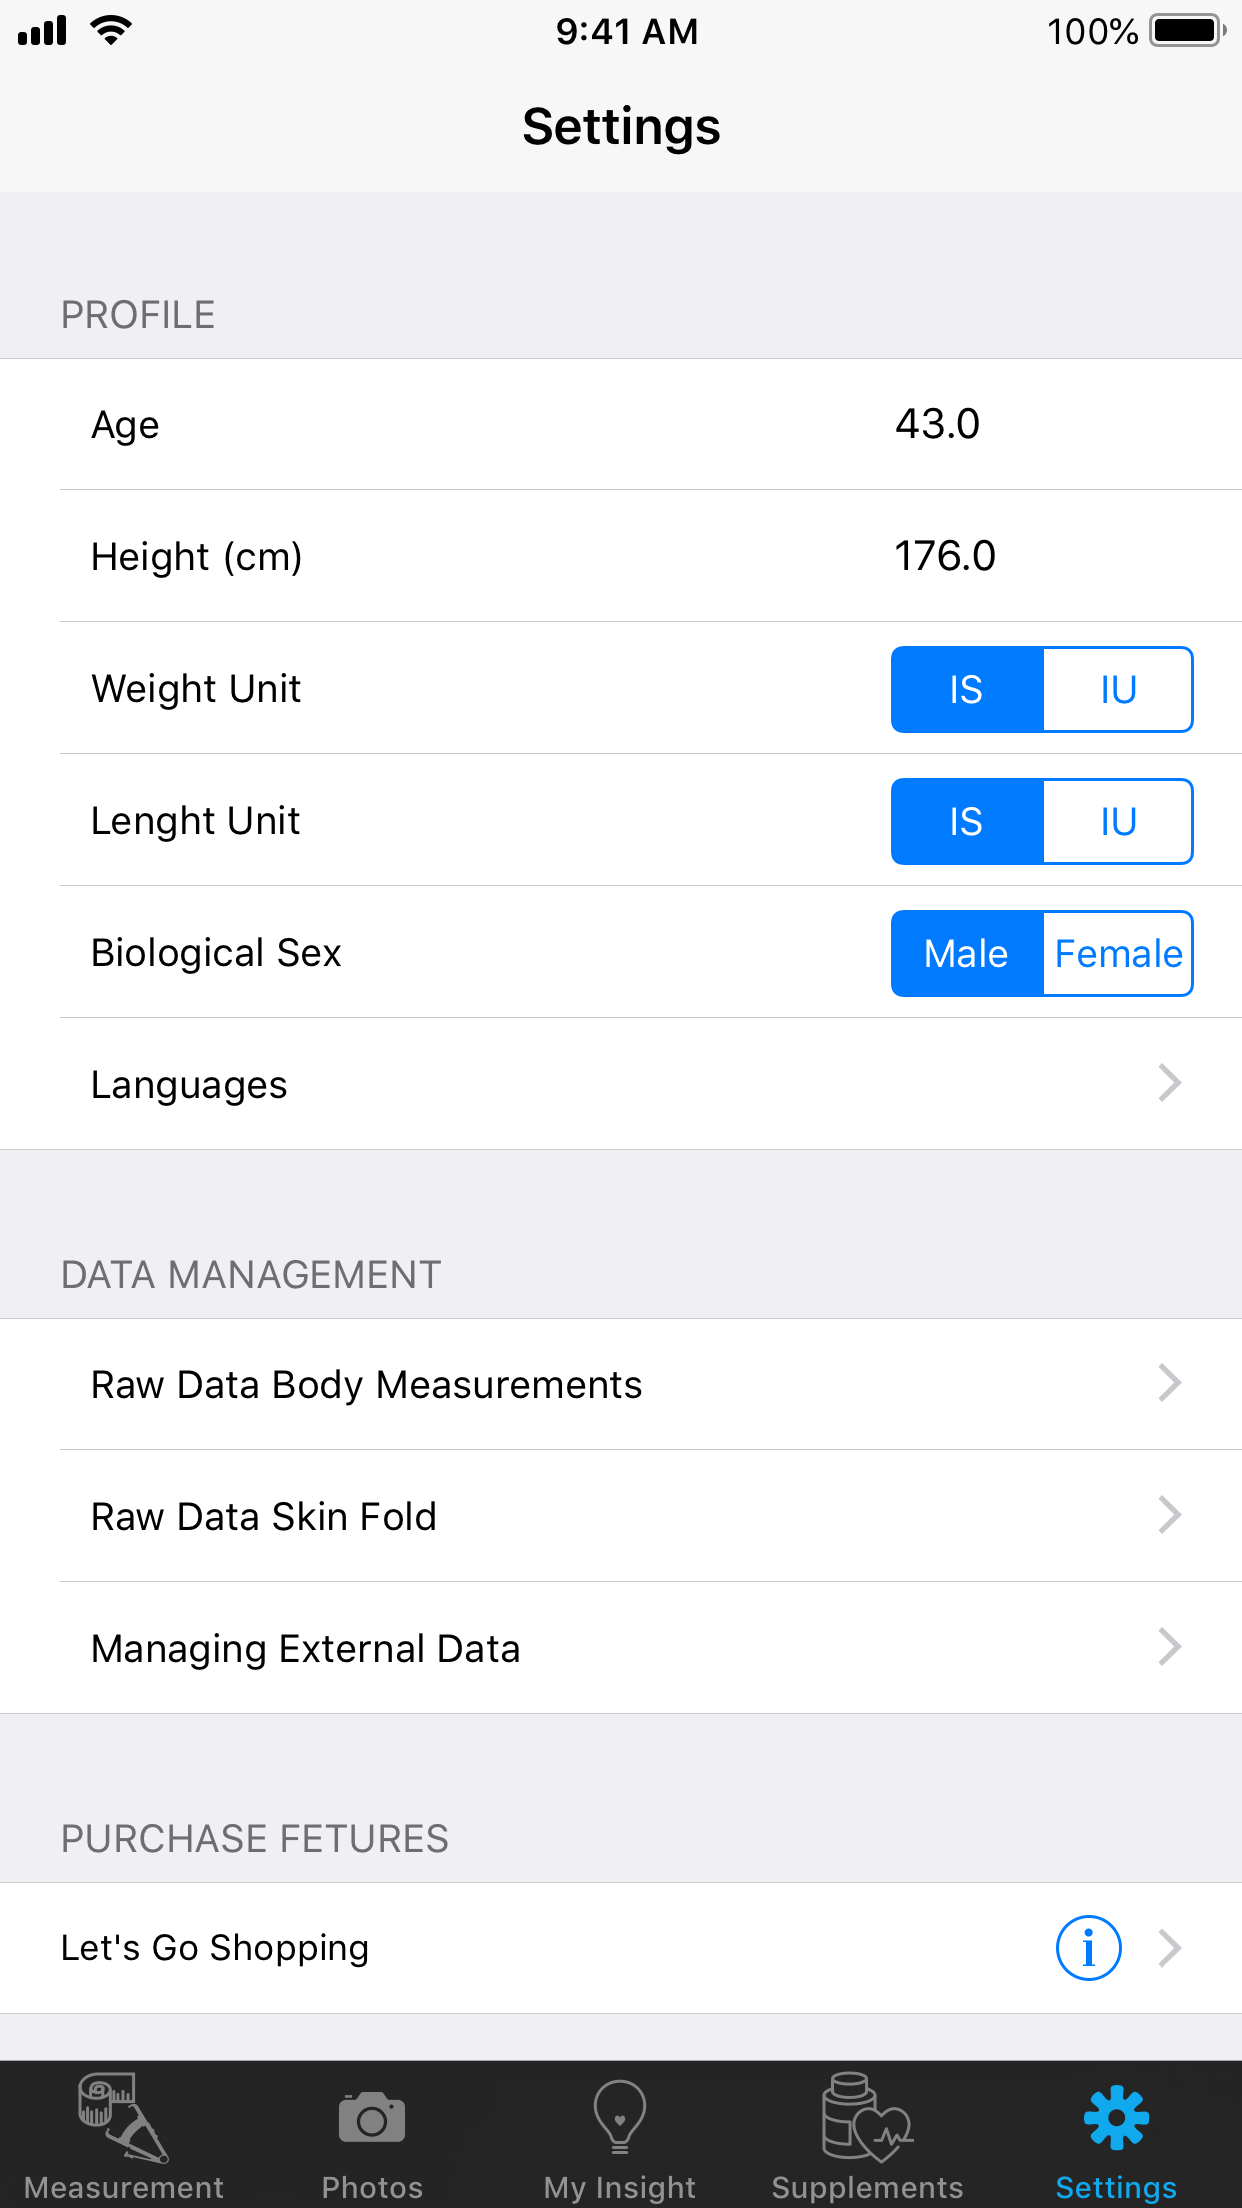 9:41 AM
100%
Settings
PROFILE
Age 43.0
Height (cm) 176.0
Weight Unit IS IU
Lenght Unit IS IU
Biological Sex Male Female
Languages
DATA MANAGEMENT
Raw Data Body Measurements
Raw Data Skin Fold
Managing External Data
PURCHASE FETURES
Let's Go Shopping i
Measurement Photos My Insight Supplements Settings